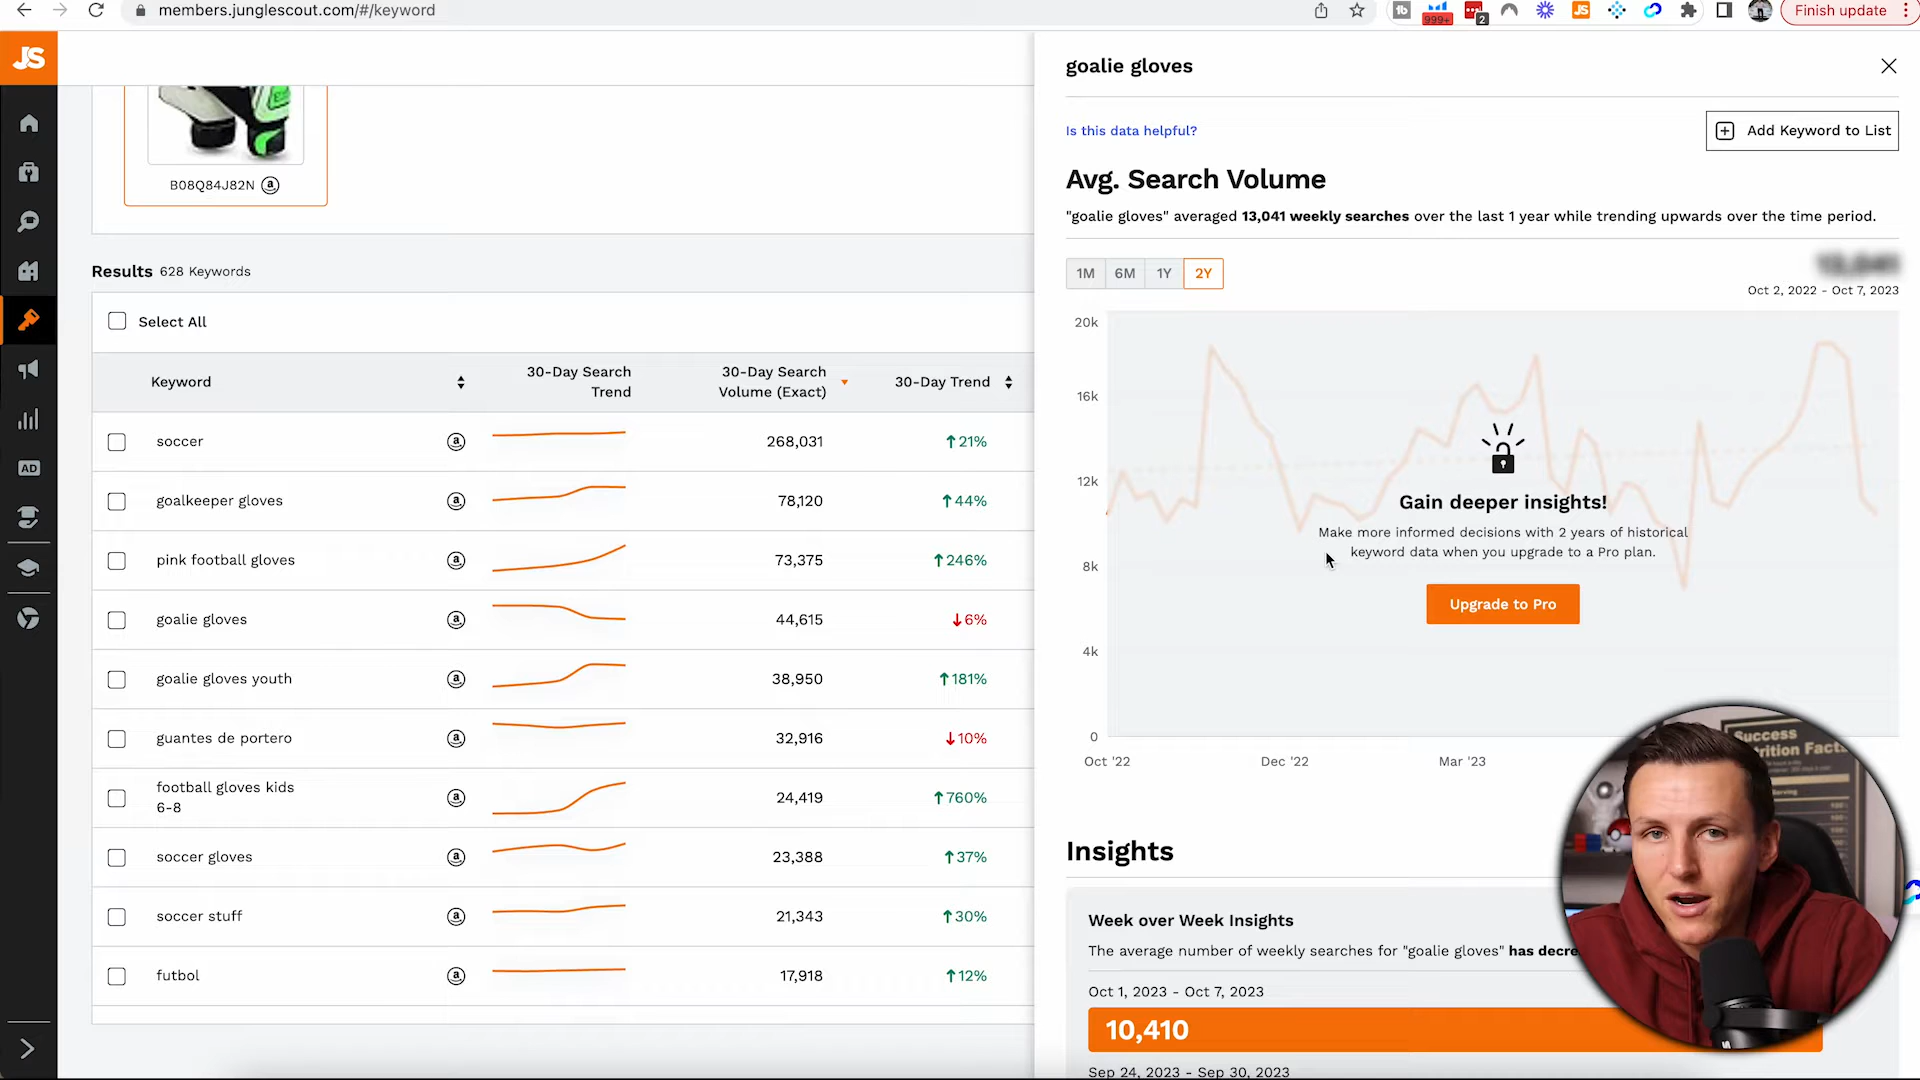 members.junglescout.com/#/keyword
999+
2
Finish update
JS
goalie gloves
Is this data helpful?
Add Keyword to List
B08Q84J82N
Avg. Search Volume
"goalie gloves" averaged 13,041 weekly searches over the last 1 year while trending upwards over the time period.
Results 628 Keywords
1M 6M 1Y 2Y
Oct 2, 2022 - Oct 7, 2023
Select All
Keyword
30-Day Search
Trend
30-Day Search
Volume (Exact)
30-Day Trend
soccer 268,031 ↑21%
goalkeeper gloves 78,120 ↑44%
pink football gloves 73,375 ↑246%
goalie gloves 44,615 ↓6%
goalie gloves youth 38,950 ↑181%
guantes de portero 32,916 ↓10%
football gloves kids
6-8 24,419 ↑760%
soccer gloves 23,388 ↑37%
soccer stuff 21,343 ↑30%
futbol 17,918 ↑12%
AD
20k
16k
12k
8k
4k
0
Oct '22 Dec '22 Mar '23
Gain deeper insights!
Make more informed decisions with 2 years of historical
keyword data when you upgrade to a Pro plan.
Upgrade to Pro
Insights
Week over Week Insights
The average number of weekly searches for "goalie gloves" has decre
Oct 1, 2023 - Oct 7, 2023
10,410
Sep 24, 2023 - Sep 30, 2023
Success
trition Facts